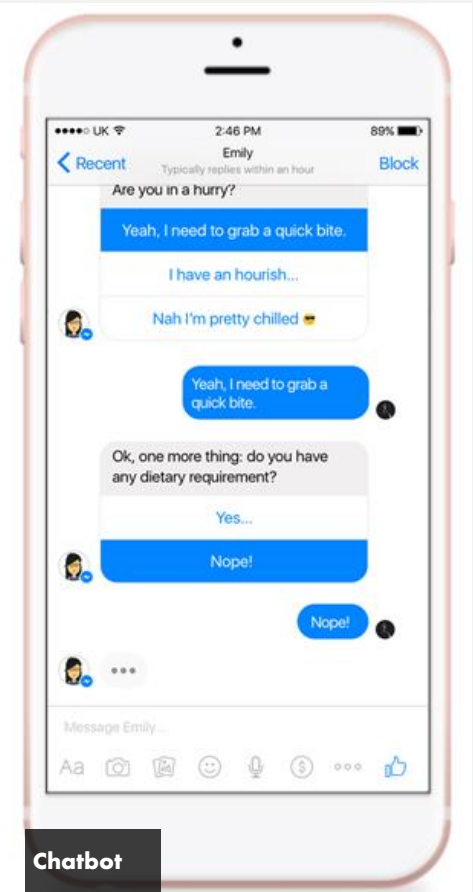 UK 2:46 PM 89%
Recent Emily Block
Typically replies within an hour
Are you in a hurry?
Yeah, I need to grab a quick bite.
I have an hourish...
Nah I'm pretty chilled 😎
Yeah, I need to grab a
quick bite.
Ok, one more thing: do you have
any dietary requirement?
Yes...
Nope!
Nope!
Message Emily...
Aa
Chatbot